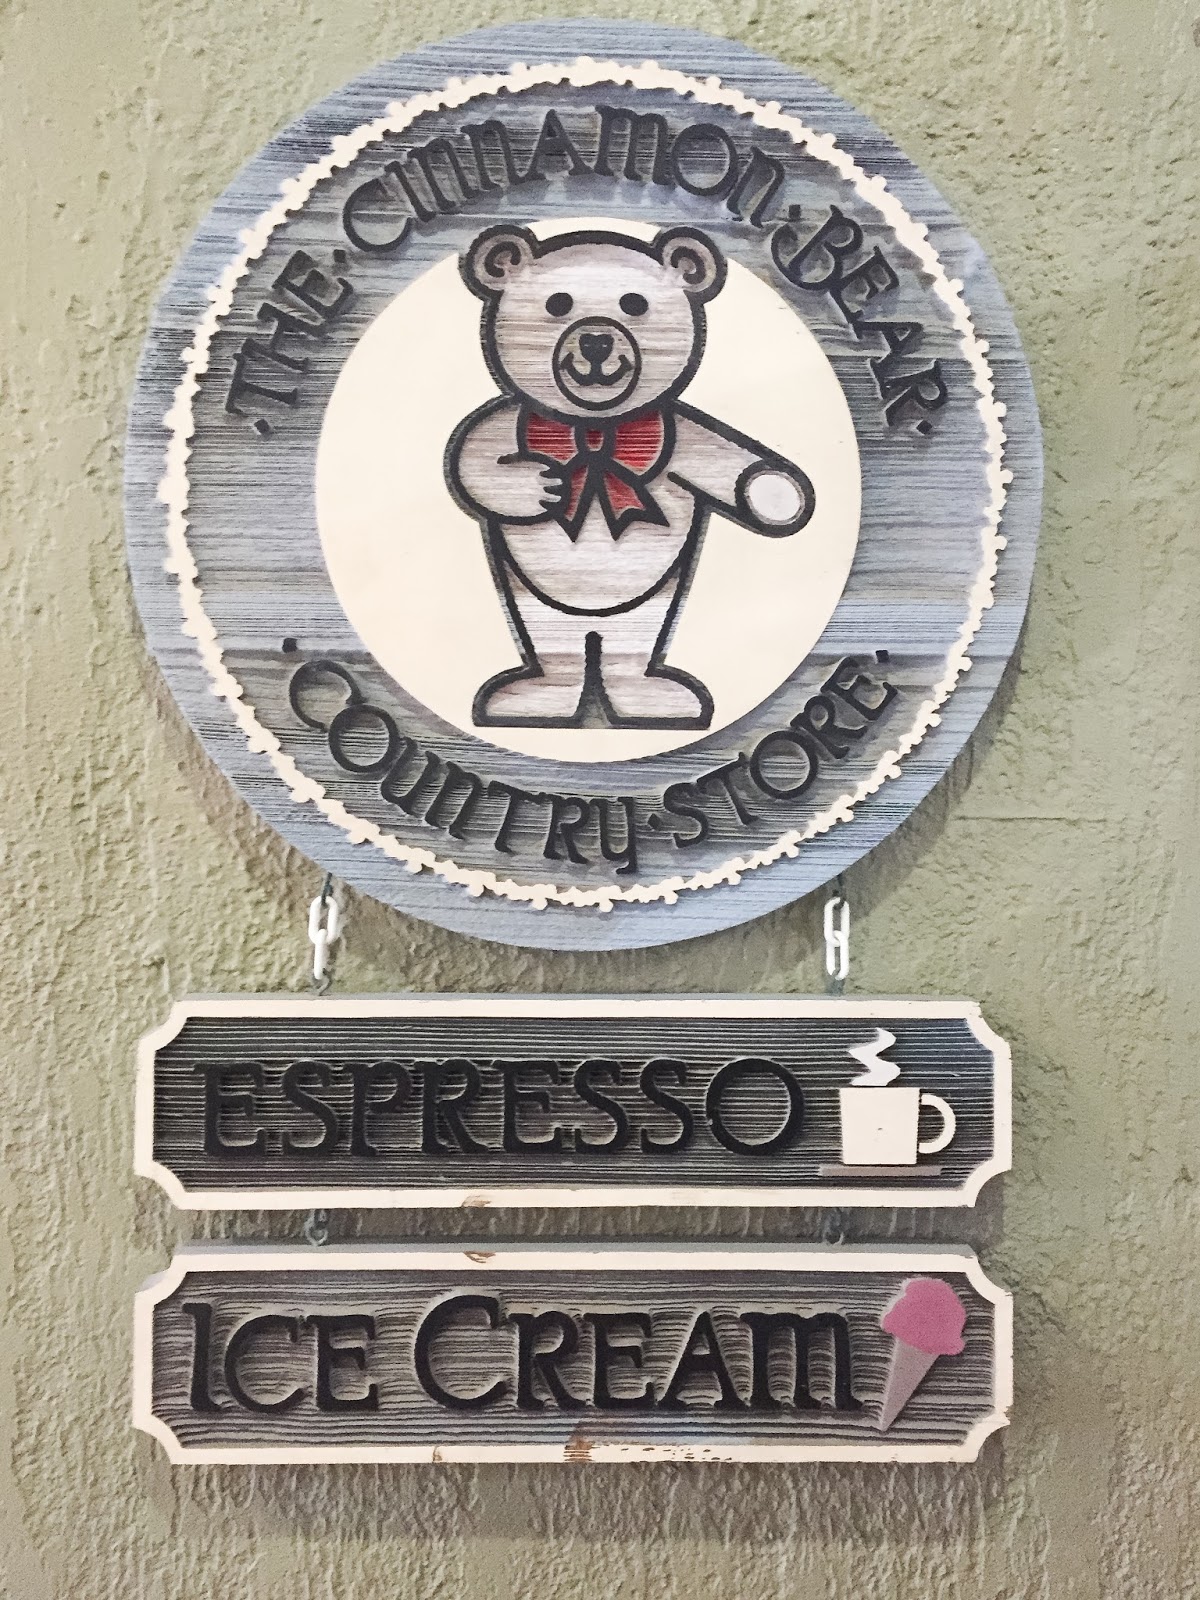 ·THE·CINNAMON·BEAR·
·COUNTRY·STORE·
ESPRESSO
ICE CREAM